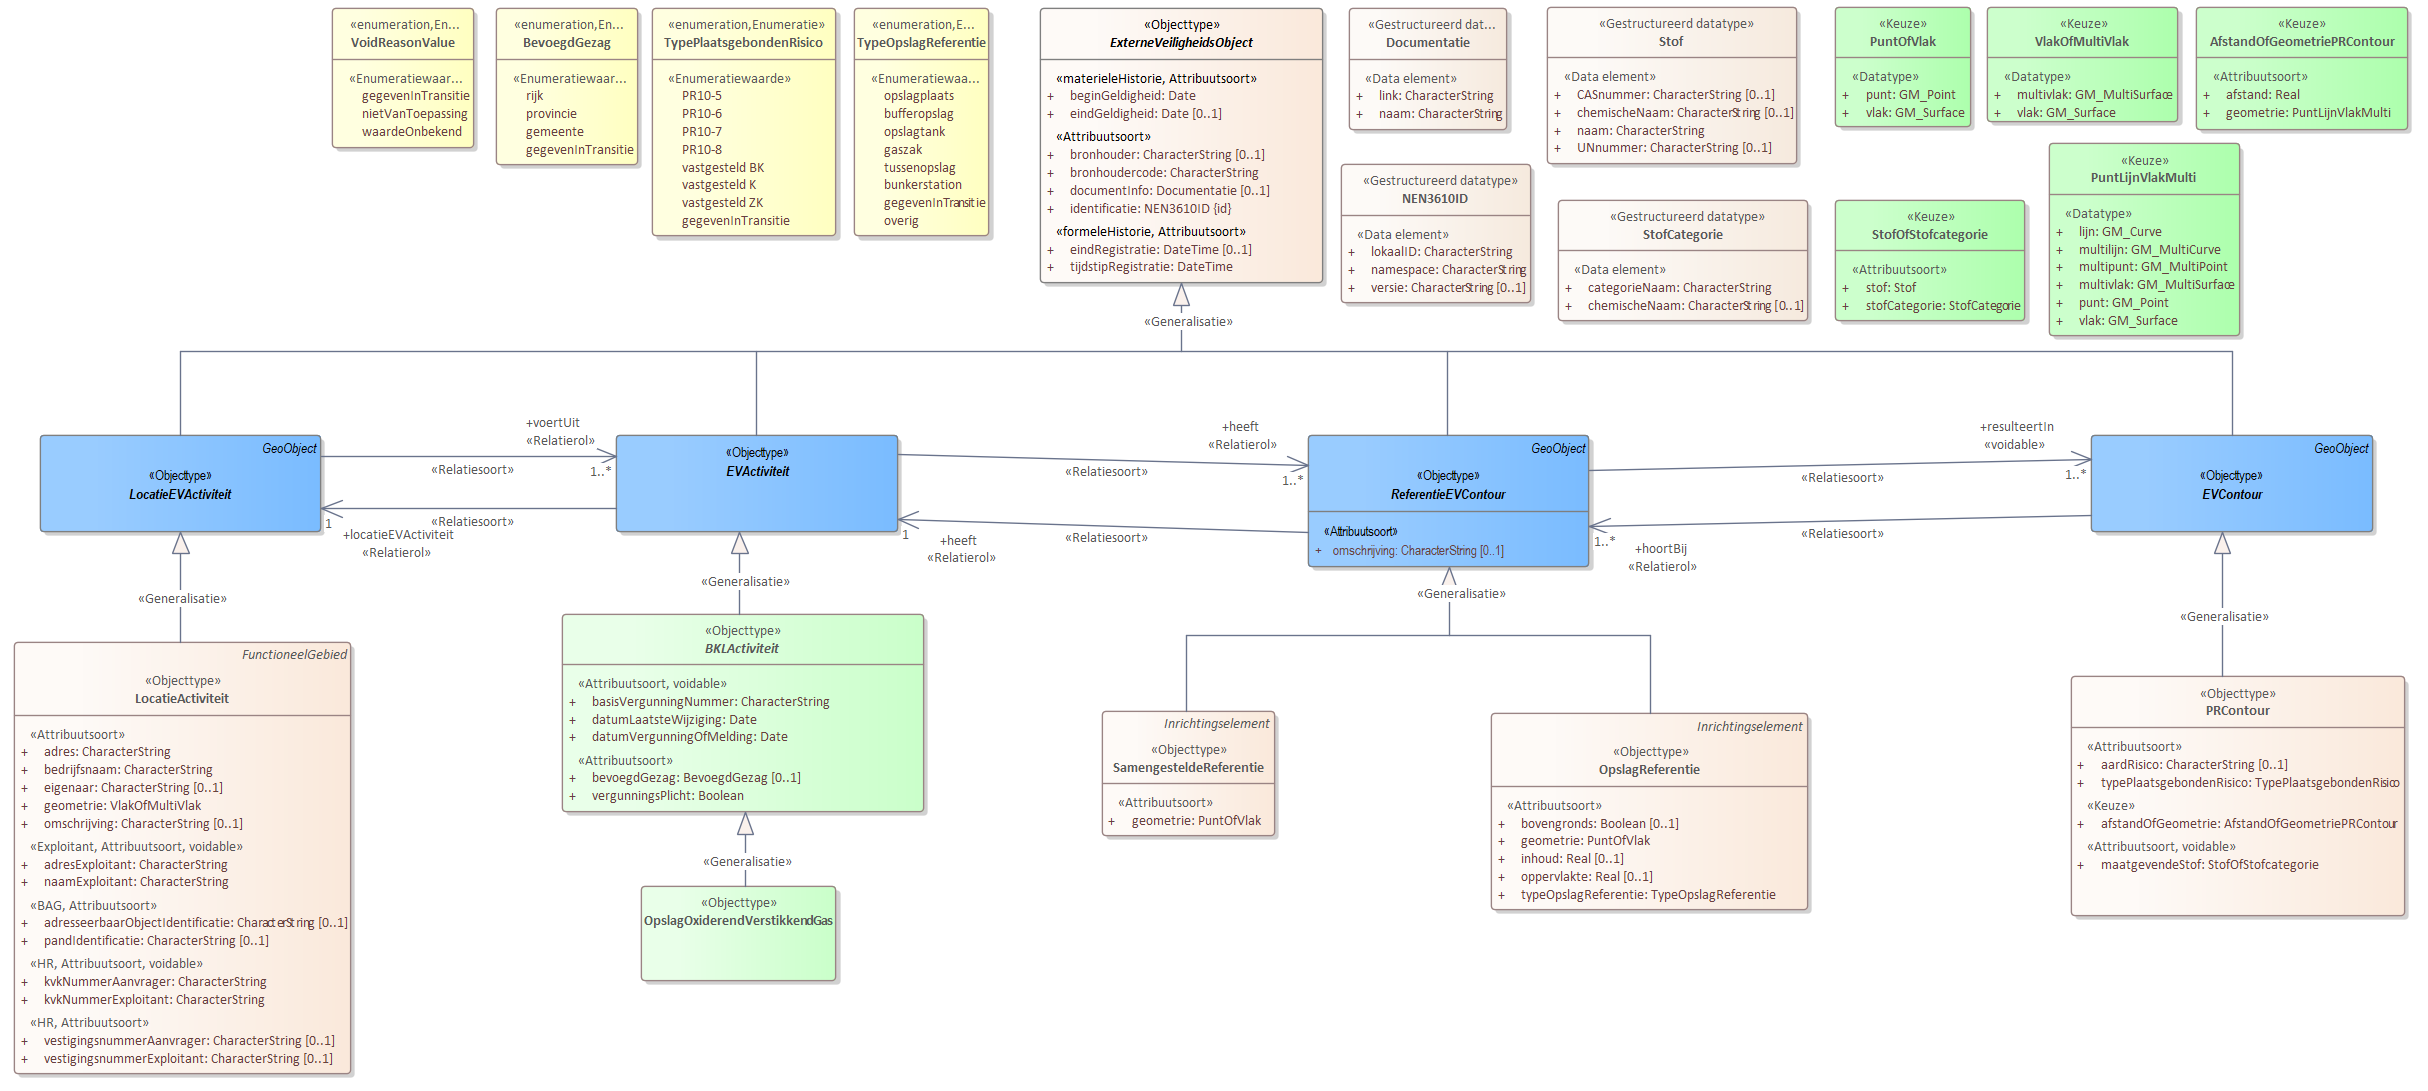 «enumeration,En...
VoidReasonValue
«Enumeratiewaar...
gegevenInTransitie
nietVanToepassing
waardeOnbekend
«enumeration,En...
BevoegdGezag
«Enumeratiewaar...
rijk
provincie
gemeente
gegevenInTransitie
«enumeration,Enumeratie»
TypePlaatsgebondenRisico
«Enumeratiewaarde»
PR10-5
PR10-6
PR10-7
PR10-8
vastgesteld BK
vastgesteld K
vastgesteld ZK
gegevenInTransitie
«enumeration,E...
TypeOpslagReferentie
«Enumeratiewaa...
opslagplaats
bufferopslag
opslagtank
gaszak
tussenopslag
bunkerstation
gegevenInTransitie
overig
«Objecttype»
ExterneVeiligheidsObject
«materieleHistorie, Attribuutsoort»
+ beginGeldigheid: Date
+ eindGeldigheid: Date [0..1]
«Attribuutsoort»
+ bronhouder: CharacterString [0..1]
+ bronhoudercode: CharacterString
+ documentInfo: Documentatie [0..1]
+ identificatie: NEN3610ID {id}
«formeleHistorie, Attribuutsoort»
+ eindRegistratie: DateTime [0..1]
+ tijdstipRegistratie: DateTime
«Gestructureerd dat...
Documentatie
«Data element»
+ link: CharacterString
+ naam: CharacterString
«Gestructureerd datatype»
NEN3610ID
«Data element»
+ lokaalID: CharacterString
+ namespace: CharacterString
+ versie: CharacterString [0..1]
«Gestructureerd datatype»
Stof
«Data element»
+ CASnummer: CharacterString [0..1]
+ chemischeNaam: CharacterString [0..1]
+ naam: CharacterString
+ UNnummer: CharacterString [0..1]
«Gestructureerd datatype»
StofCategorie
«Data element»
+ categorieNaam: CharacterString
+ chemischeNaam: CharacterString [0..1]
«Keuze»
PuntOfVlak
«Datatype»
+ punt: GM_Point
+ vlak: GM_Surface
«Keuze»
VlakOfMultiVlak
«Datatype»
+ multivlak: GM_MultiSurface
+ vlak: GM_Surface
«Keuze»
AfstandOfGeometriePRContour
«Attribuutsoort»
+ afstand: Real
+ geometrie: PuntLijnVlakMulti
«Keuze»
StofOfStofcategorie
«Attribuutsoort»
+ stof: Stof
+ stofCategorie: StofCategorie
«Keuze»
PuntLijnVlakMulti
«Datatype»
+ lijn: GM_Curve
+ multilijn: GM_MultiCurve
+ multipunt: GM_MultiPoint
+ multivlak: GM_MultiSurface
+ punt: GM_Point
+ vlak: GM_Surface
«Generalisatie»
GeoObject
«Objecttype»
LocatieEVActiviteit
+voertUit
«Relatierol»
«Relatiesoort»
1..*
«Relatiesoort»
1
+locatieEVActiviteit
«Relatierol»
«Objecttype»
EVActiviteit
+heeft
«Relatierol»
«Relatiesoort»
1..*
1
+heeft
«Relatierol»
«Relatiesoort»
GeoObject
«Objecttype»
ReferentieEVContour
«Attribuutsoort»
+ omschrijving: CharacterString [0..1]
+resulteertIn
«voidable»
«Relatiesoort»
1..*
1..*
+hoortBij
«Relatierol»
«Relatiesoort»
GeoObject
«Objecttype»
EVContour
«Generalisatie»
«Generalisatie»
«Generalisatie»
«Generalisatie»
FunctioneelGebied
«Objecttype»
LocatieActiviteit
«Attribuutsoort»
+ adres: CharacterString
+ bedrijfsnaam: CharacterString
+ eigenaar: CharacterString [0..1]
+ geometrie: VlakOfMultiVlak
+ omschrijving: CharacterString [0..1]
«Exploitant, Attribuutsoort, voidable»
+ adresExploitant: CharacterString
+ naamExploitant: CharacterString
«BAG, Attribuutsoort»
+ adresseerbaarObjectIdentificatie: CharacterString [0..1]
+ pandIdentificatie: CharacterString [0..1]
«HR, Attribuutsoort, voidable»
+ kvkNummerAanvrager: CharacterString
+ kvkNummerExploitant: CharacterString
«HR, Attribuutsoort»
+ vestigingsnummerAanvrager: CharacterString [0..1]
+ vestigingsnummerExploitant: CharacterString [0..1]
«Objecttype»
BKLActiviteit
«Attribuutsoort, voidable»
+ basisVergunningNummer: CharacterString
+ datumLaatsteWijziging: Date
+ datumVergunningOfMelding: Date
«Attribuutsoort»
+ bevoegdGezag: BevoegdGezag [0..1]
+ vergunningsPlicht: Boolean
«Generalisatie»
«Objecttype»
OpslagOxiderendVerstikkendGas
Inrichtingselement
«Objecttype»
SamengesteldeReferentie
«Attribuutsoort»
+ geometrie: PuntOfVlak
Inrichtingselement
«Objecttype»
OpslagReferentie
«Attribuutsoort»
+ bovengronds: Boolean [0..1]
+ geometrie: PuntOfVlak
+ inhoud: Real [0..1]
+ oppervlakte: Real [0..1]
+ typeOpslagReferentie: TypeOpslagReferentie
«Objecttype»
PRContour
«Attribuutsoort»
+ aardRisico: CharacterString [0..1]
+ typePlaatsgebondenRisico: TypePlaatsgebondenRisico
«Keuze»
+ afstandOfGeometrie: AfstandOfGeometriePRContour
«Attribuutsoort, voidable»
+ maatgevendeStof: StofOfStofcategorie